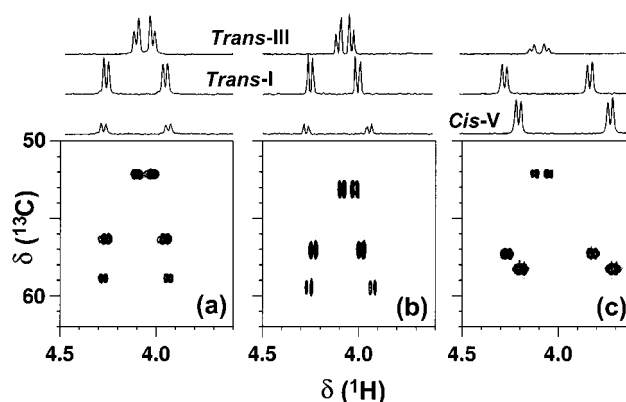 Trans-III
Trans-I
Cis-V
50
δ (¹³C)
60
(a) (b) (c)
4.5 4.0 4.5 4.0 4.5 4.0
δ (¹H)